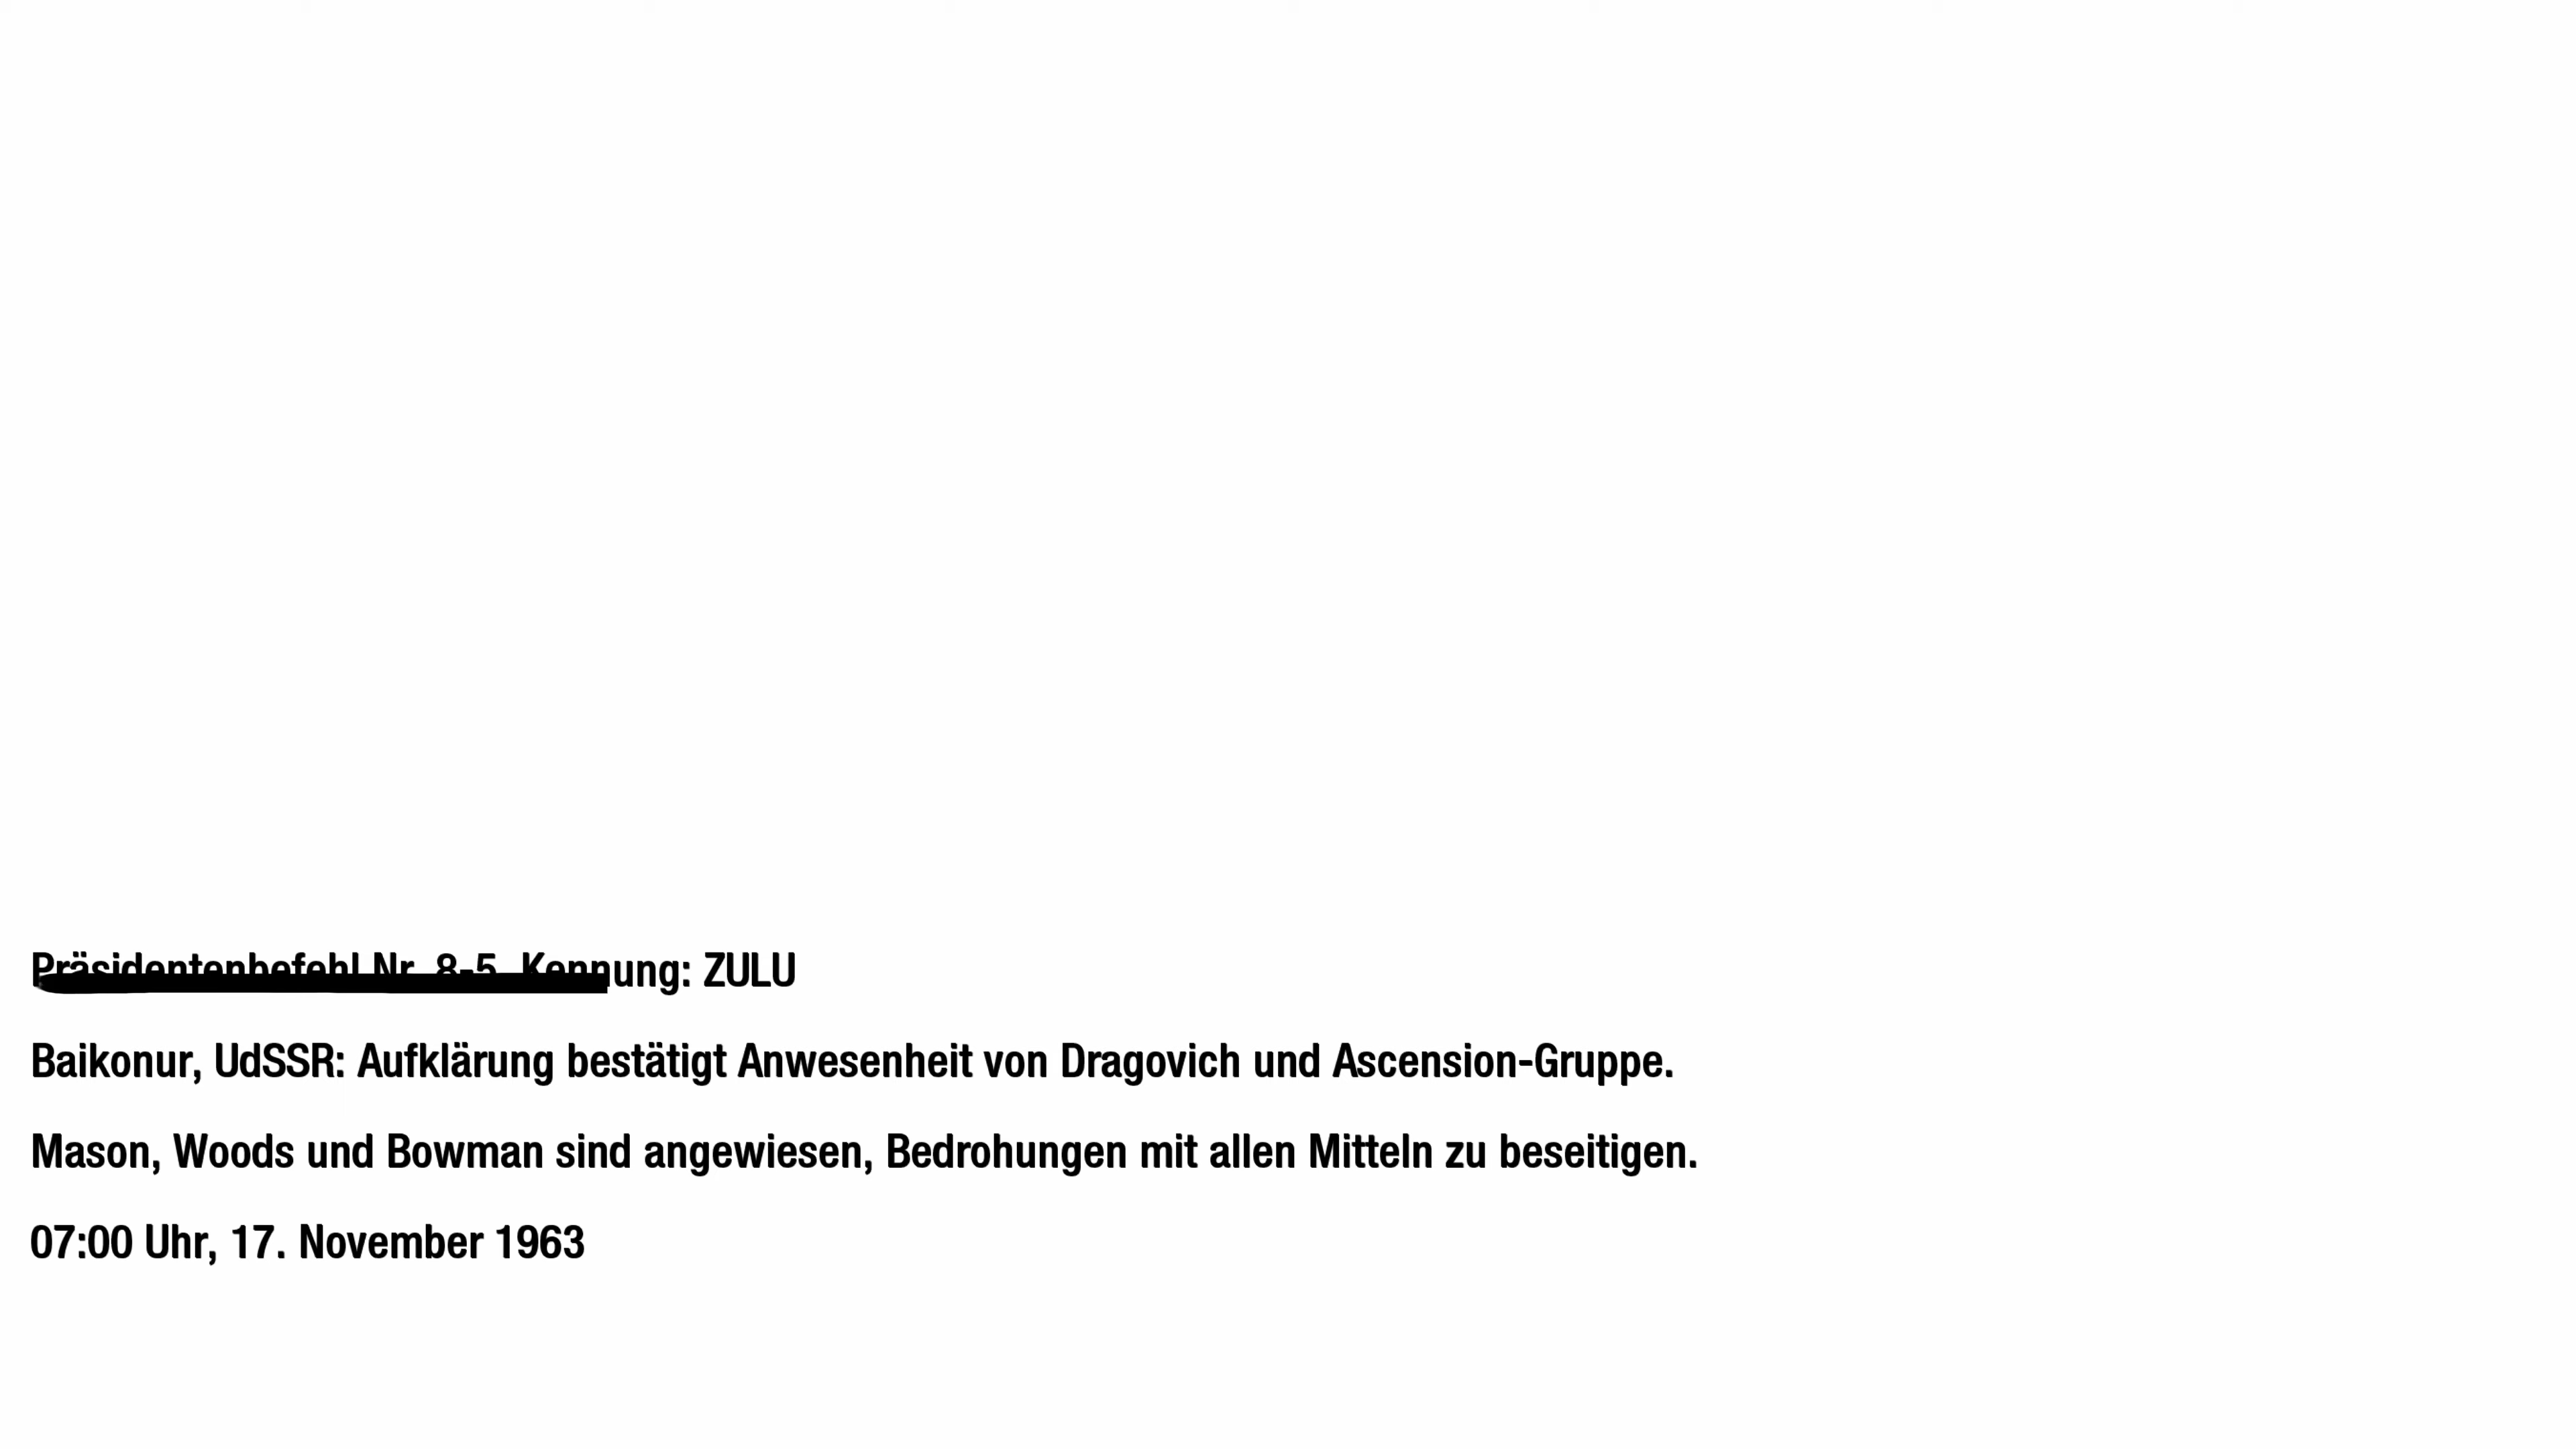 Präsidentenbefehl Nr. 8-5, Kennung: ZULU
Baikonur, UdSSR: Aufklärung bestätigt Anwesenheit von Dragovich und Ascension-Gruppe.
Mason, Woods und Bowman sind angewiesen, Bedrohungen mit allen Mitteln zu beseitigen.
07:00 Uhr, 17. November 1963